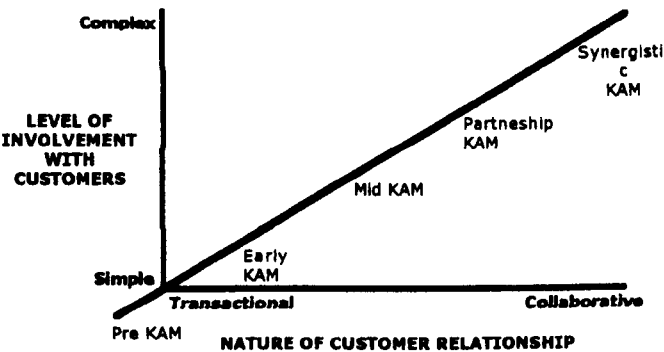 Complex
Synergisti
c
KAM
LEVEL OF
INVOLVEMENT
WITH
CUSTOMERS
Partneship
KAM
Mid KAM
Early
KAM
Simple
Transactional
Collaborative
Pre KAM
NATURE OF CUSTOMER RELATIONSHIP